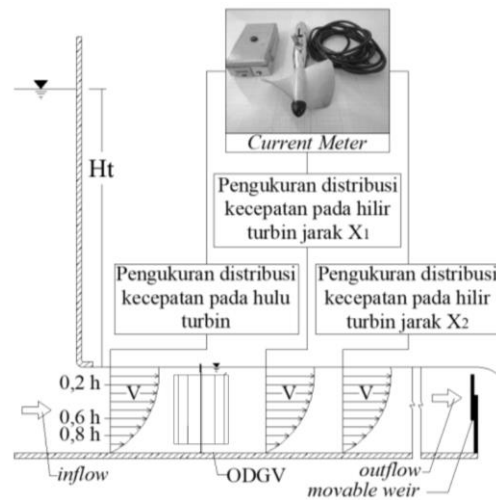 Current Meter
Ht
Pengukuran distribusi
kecepatan pada hilir
turbin jarak X1
Pengukuran distribusi
kecepatan pada hulu
turbin
Pengukuran distribusi
kecepatan pada hilir
turbin jarak X2
0,2 h
0,6 h
0,8 h
V
V
V
inflow
ODGV
outflow
movable weir